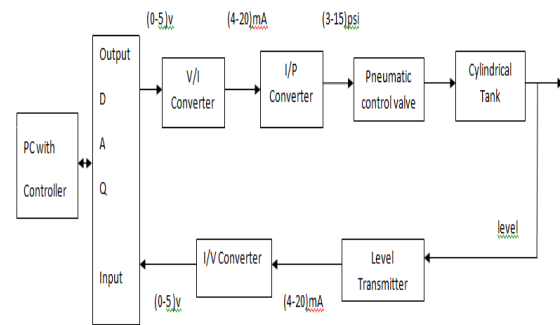 (0-5)v
(4-20)mA
(3-15)psi
Output
D
A
Q
Input
V/I
Converter
I/P
Converter
Pneumatic
control valve
Cylindrical
Tank
PC with
Controller
level
I/V Converter
Level
Transmitter
(0-5)v
(4-20)mA